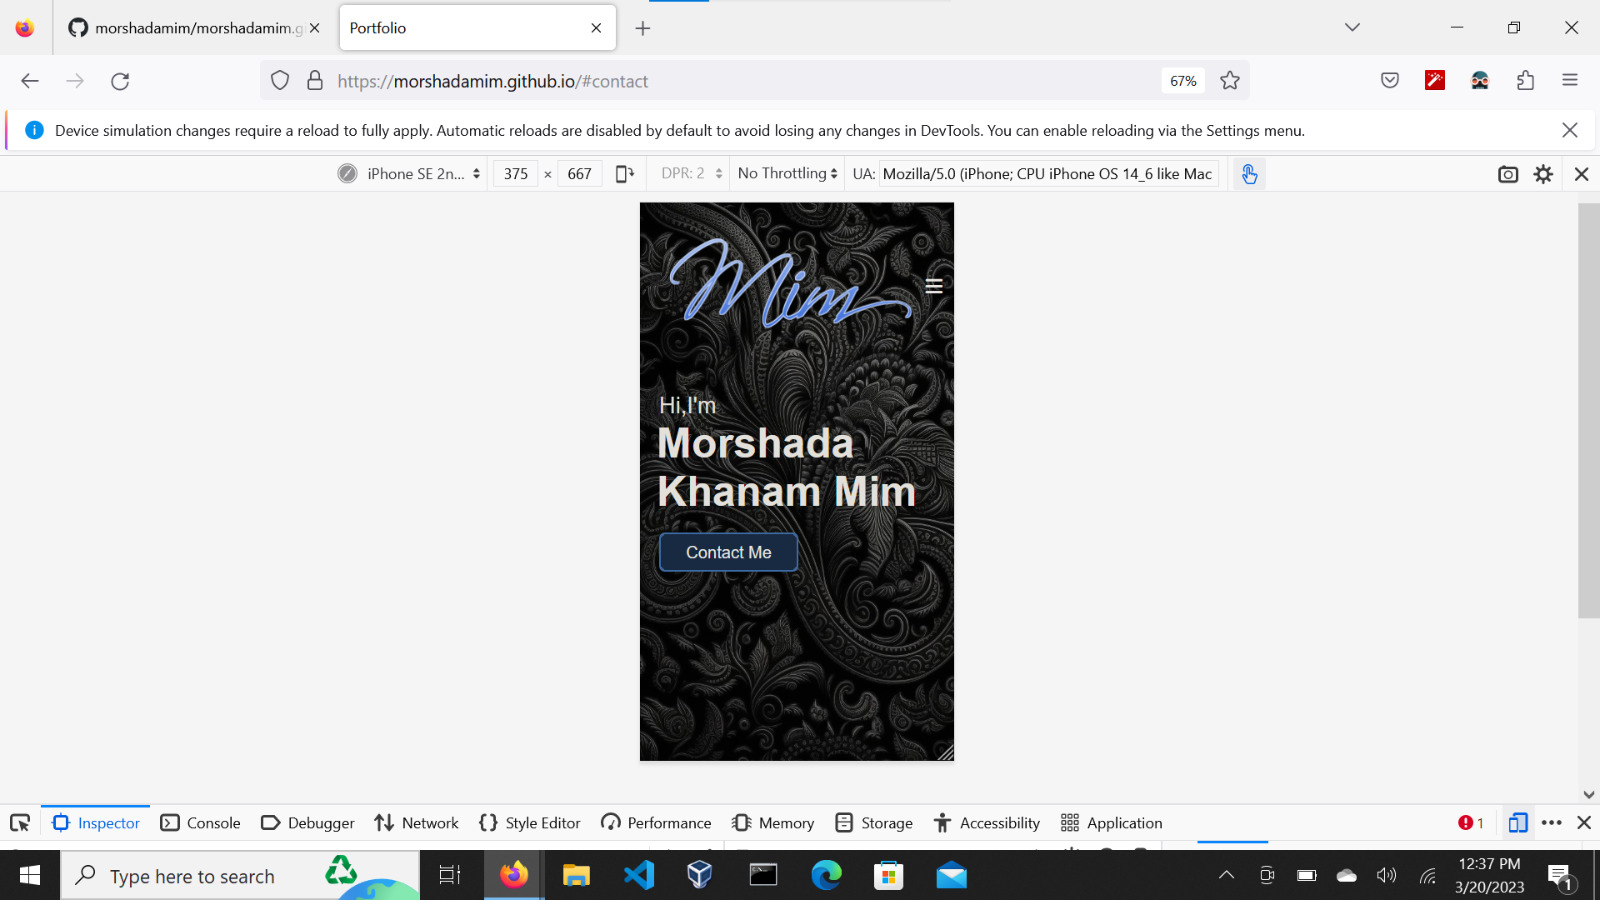 morshadamim/morshadamim.gi
Portfolio
https://morshadamim.github.io/#contact
67%
Device simulation changes require a reload to fully apply. Automatic reloads are disabled by default to avoid losing any changes in DevTools. You can enable reloading via the Settings menu.
iPhone SE 2n... 375 × 667 DPR: 2 No Throttling UA: Mozilla/5.0 (iPhone; CPU iPhone OS 14_6 like Mac
Mim
Hi,I'm
Morshada
Khanam Mim
Contact Me
Inspector Console Debugger Network Style Editor Performance Memory Storage Accessibility Application 1
Type here to search
12:37 PM
3/20/2023
1